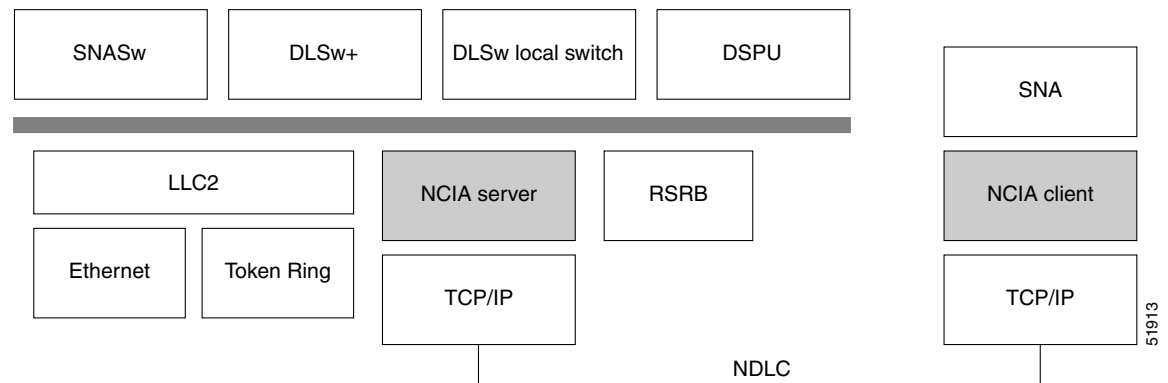 SNASw
DLSw+
DLSw local switch
DSPU
SNA
LLC2
NCIA server
RSRB
NCIA client
Ethernet
Token Ring
TCP/IP
TCP/IP
51913
NDLC